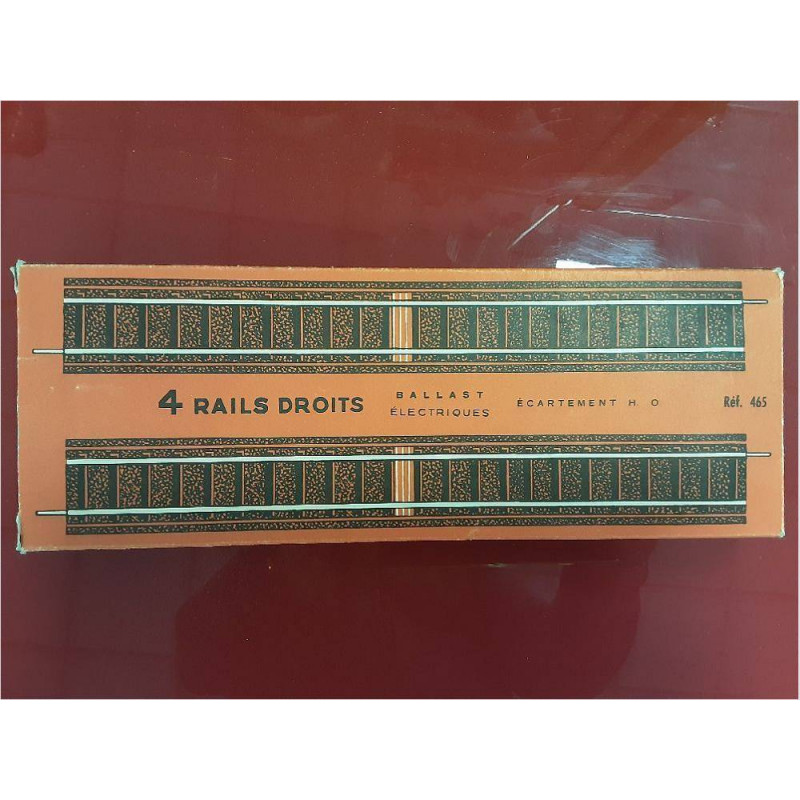 4 RAILS DROITS
BALLAST
ÉLECTRIQUES
ÉCARTEMENT H. O
Réf. 465